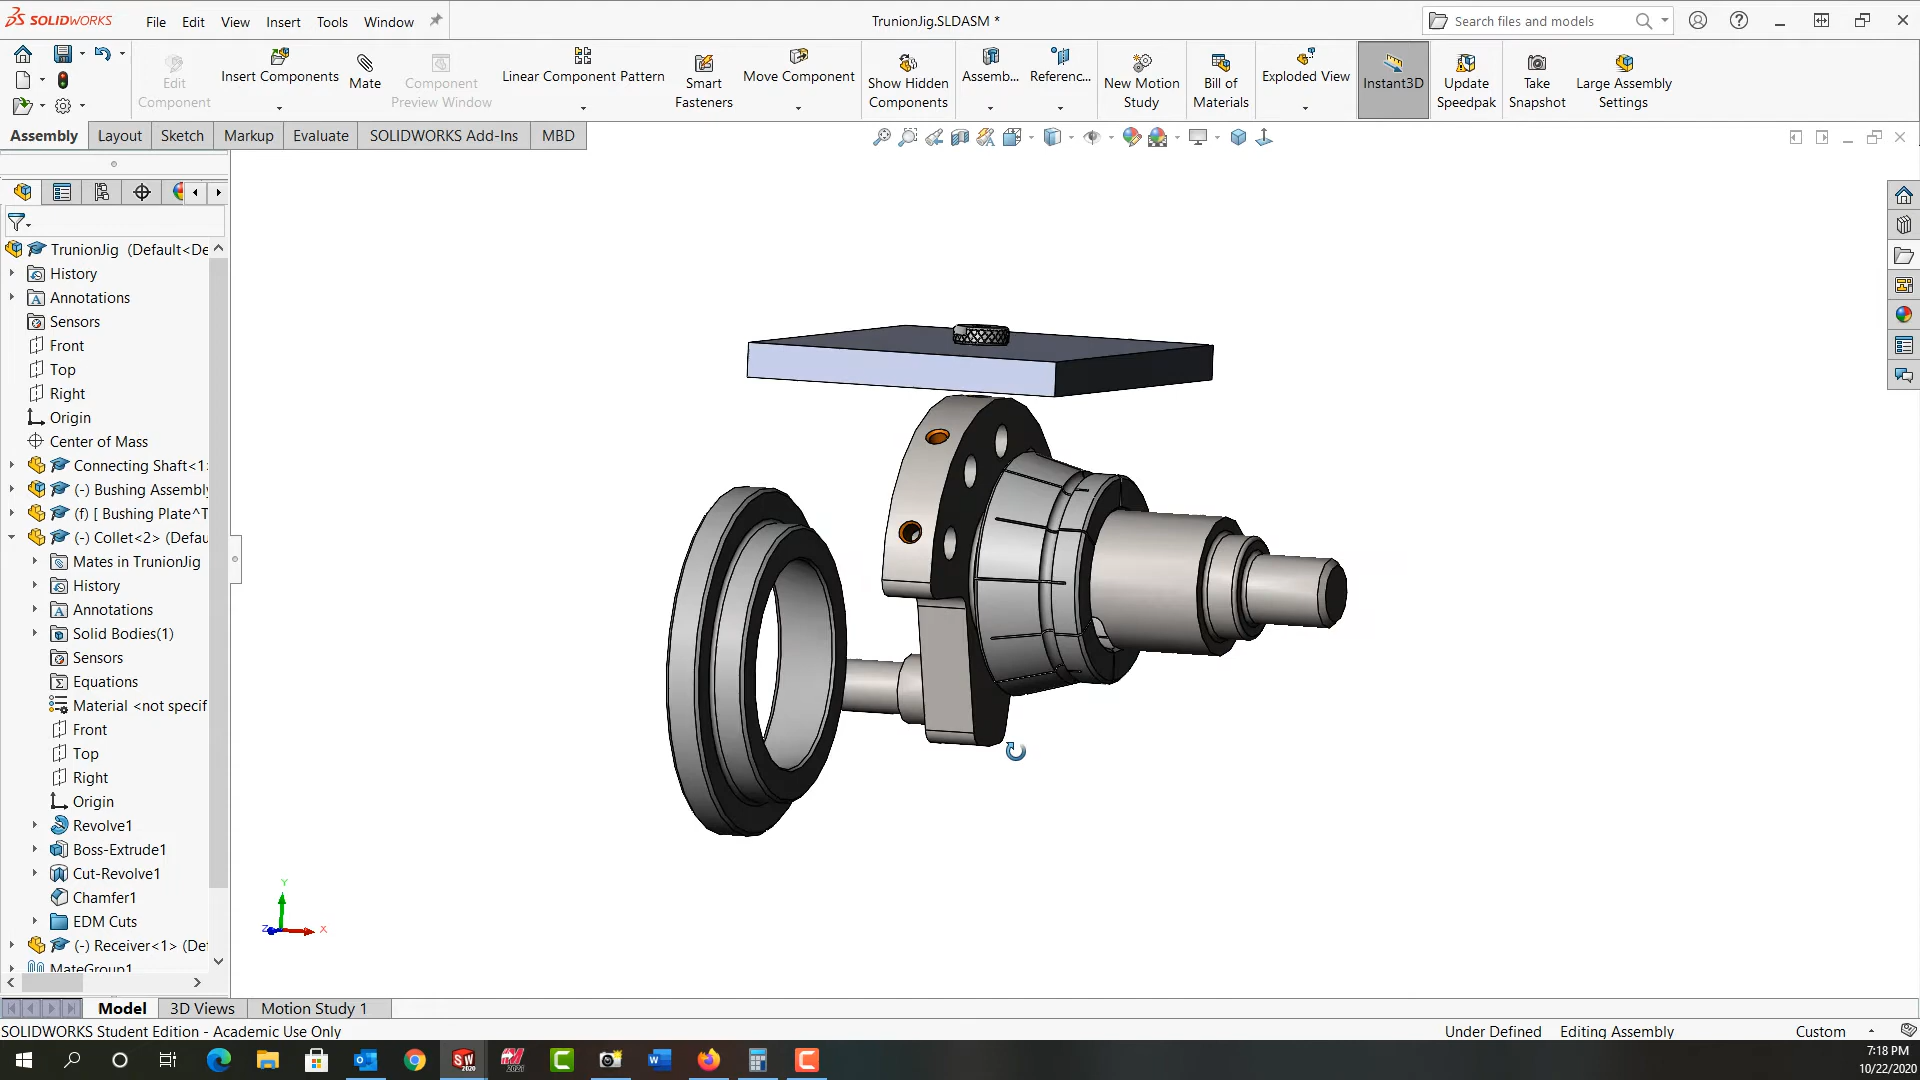 SOLIDWORKS
File Edit View Insert Tools Window
TrunionJig.SLDASM *
Search files and models
Edit Component
Insert Components
Mate
Component Preview Window
Linear Component Pattern
Smart Fasteners
Move Component
Show Hidden Components
Assemb...
Referenc...
New Motion Study
Bill of Materials
Exploded View
Instant3D
Update Speedpak
Take Snapshot
Large Assembly Settings
Assembly Layout Sketch Markup Evaluate SOLIDWORKS Add-Ins MBD
TrunionJig (Default<De
History
Annotations
Sensors
Front
Top
Right
Origin
Center of Mass
Connecting Shaft<1
(-) Bushing Assembly
(f) [ Bushing Plate^T
(-) Collet<2> (Defau
Mates in TrunionJig
History
Annotations
Solid Bodies(1)
Sensors
Equations
Material <not specif
Front
Top
Right
Origin
Revolve1
Boss-Extrude1
Cut-Revolve1
Chamfer1
EDM Cuts
(-) Receiver<1> (De
MateGroup1
Y
Z
X
Model 3D Views Motion Study 1
SOLIDWORKS Student Edition - Academic Use Only
Under Defined Editing Assembly Custom
7:18 PM
10/22/2020